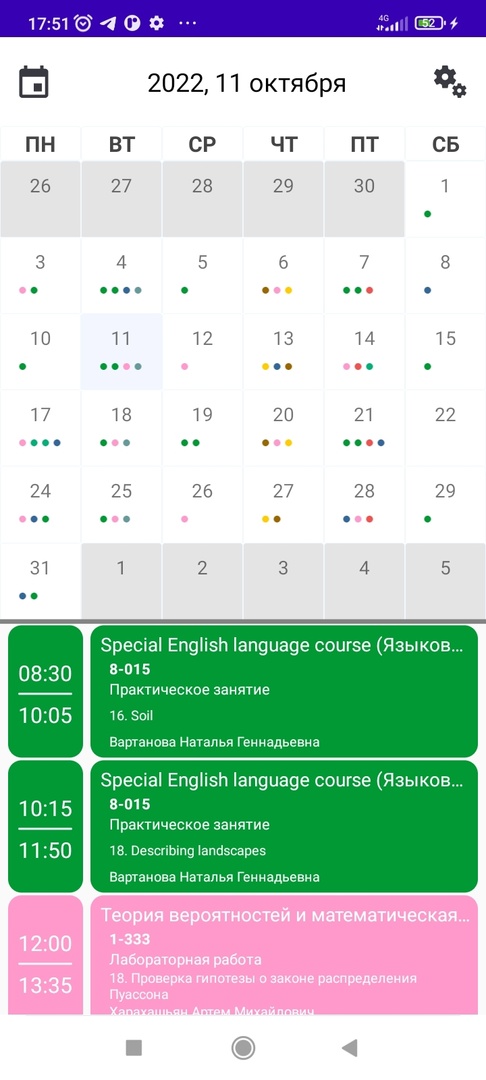 17:51 4G 52
2022, 11 октября
ПН ВТ СР ЧТ ПТ СБ
26 27 28 29 30 1
3 4 5 6 7 8
10 11 12 13 14 15
17 18 19 20 21 22
24 25 26 27 28 29
31 1 2 3 4 5
08:30
10:05
Special English language course (Языков...
8-015
Практическое занятие
16. Soil
Вартанова Наталья Геннадьевна
10:15
11:50
Special English language course (Языков...
8-015
Практическое занятие
18. Describing landscapes
Вартанова Наталья Геннадьевна
12:00
13:35
Теория вероятностей и математическая...
1-333
Лабораторная работа
18. Проверка гипотезы о законе распределения
Пуассона
Харахашьян Артем Михайлович